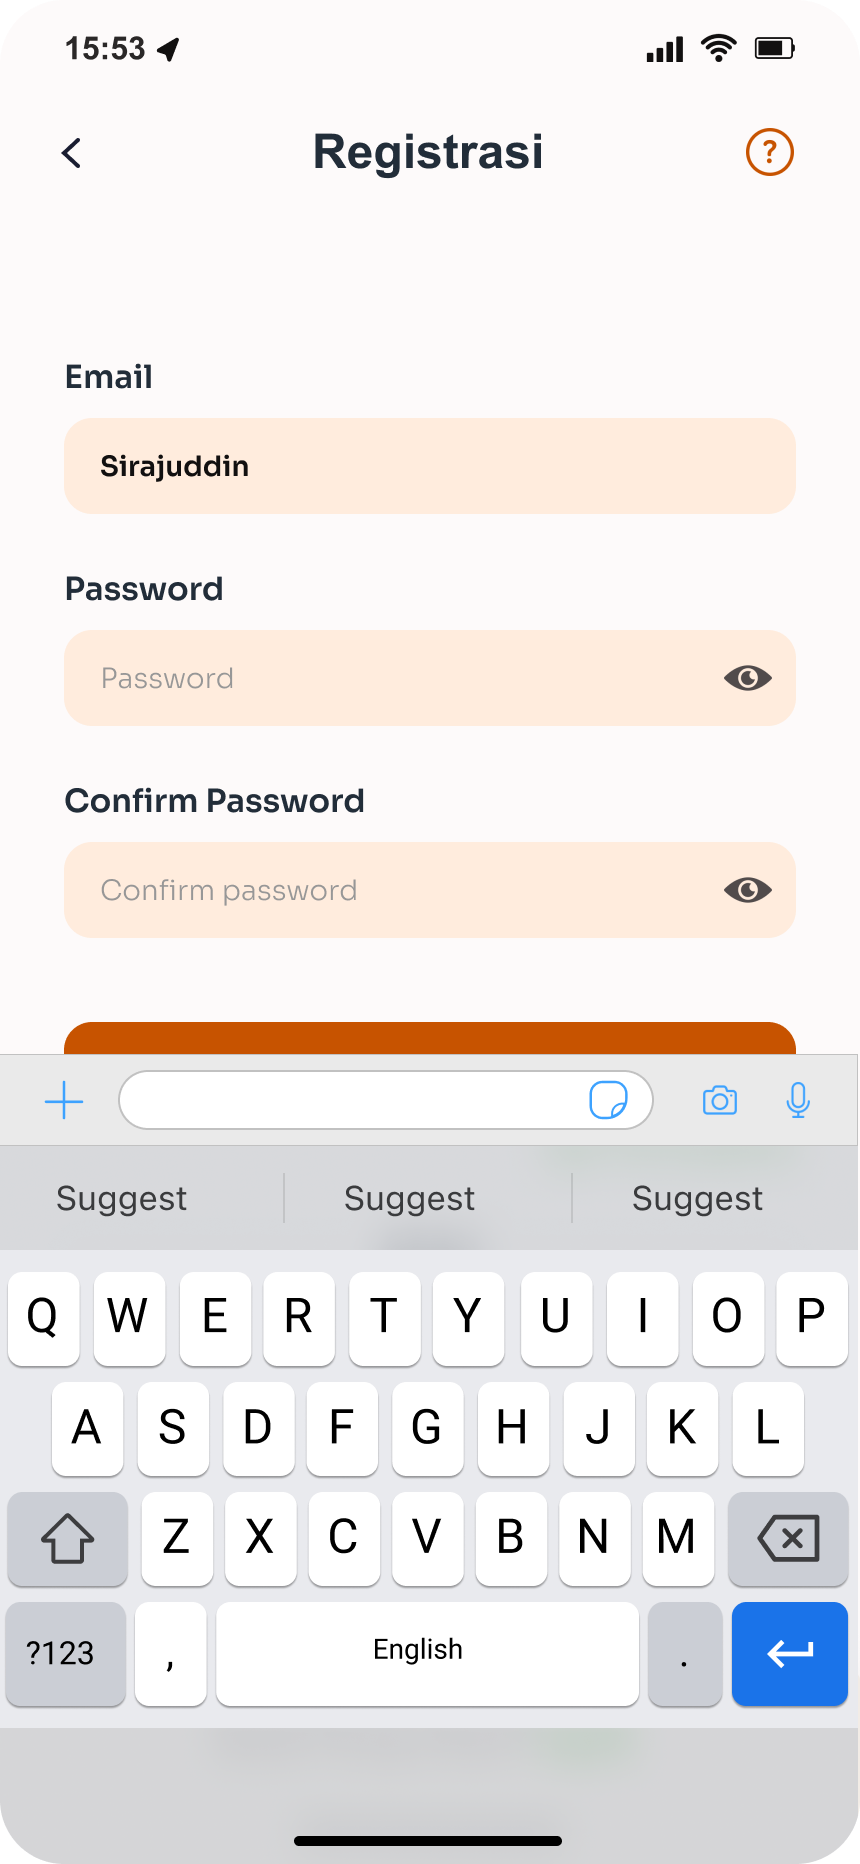 15:53
Registrasi
?
Email
Sirajuddin
Password
Password
Confirm Password
Confirm password
Suggest Suggest Suggest
Q W E R T Y U I O P
A S D F G H J K L
Z X C V B N M
?123 , English .